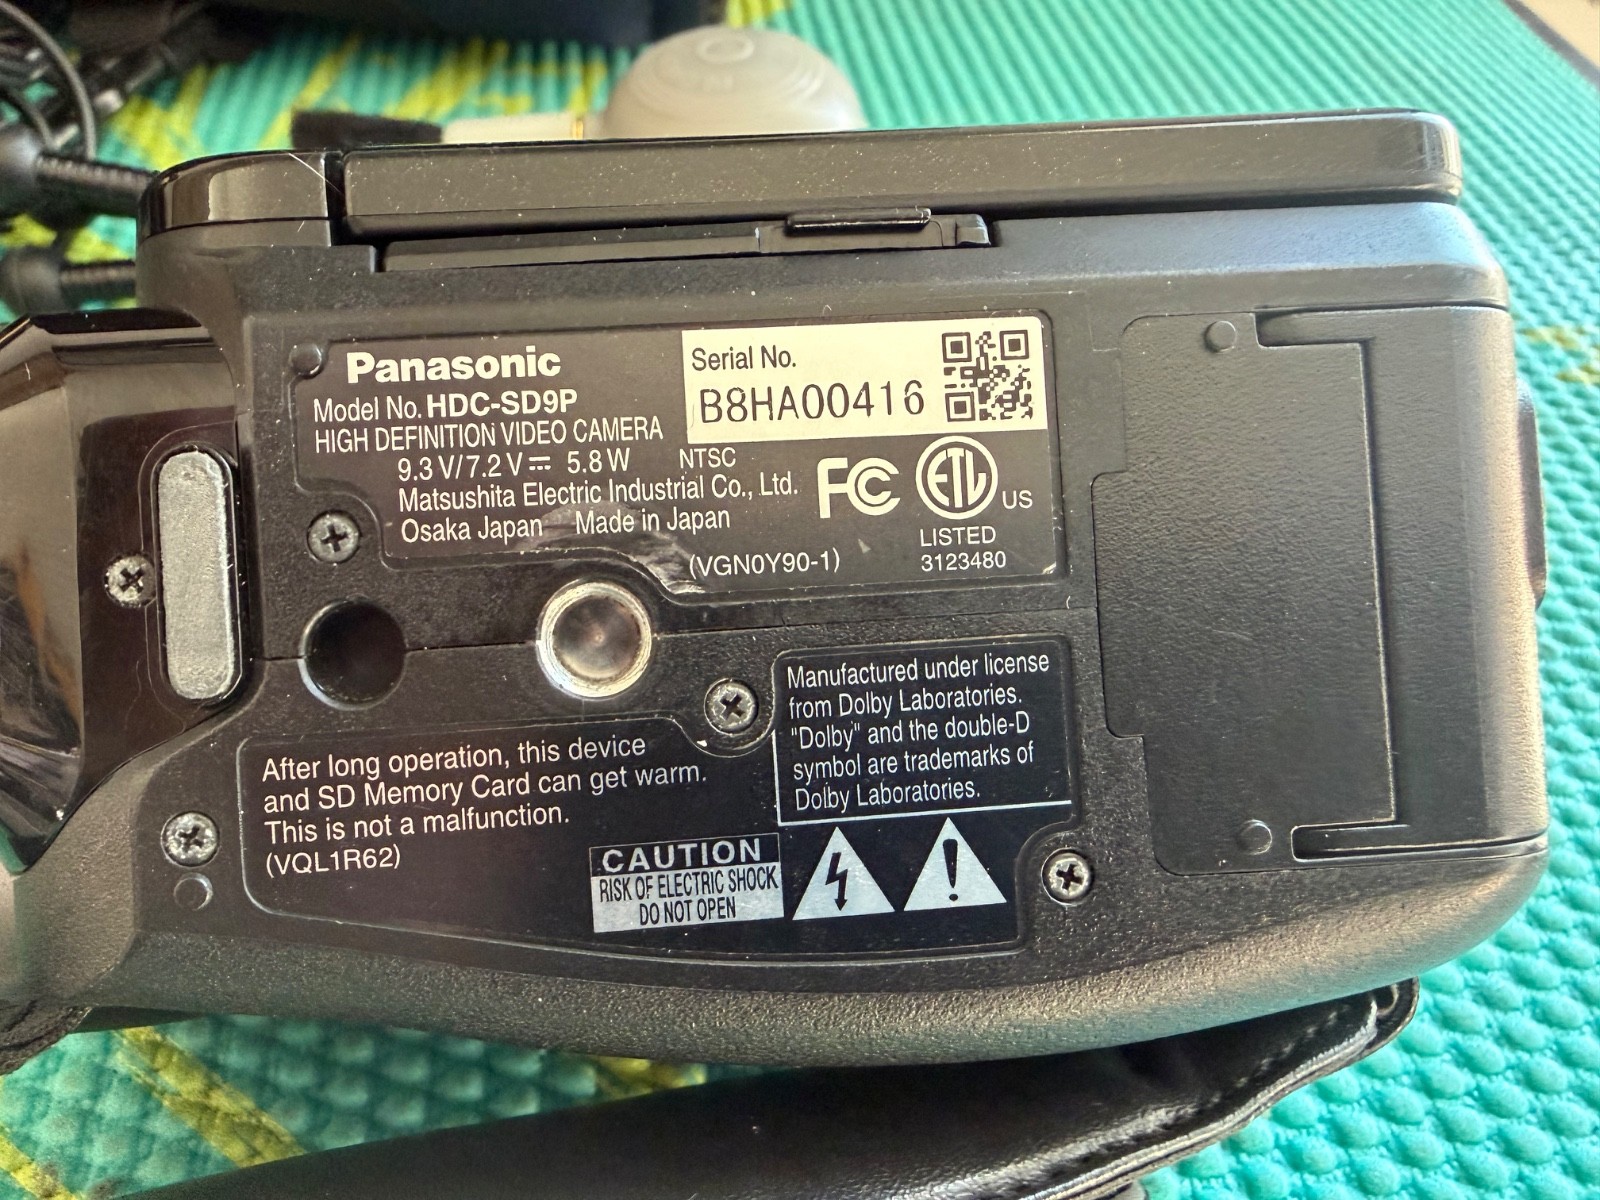 Panasonic
Model No. HDC-SD9P
HIGH DEFINITION VIDEO CAMERA
9.3 V/7.2 V⎓ 5.8 W NTSC
Matsushita Electric Industrial Co., Ltd.
Osaka Japan Made in Japan
(VGN0Y90-1)
Serial No.
B8HA00416
FC
ETL US
LISTED
3123480
Manufactured under license
from Dolby Laboratories.
"Dolby" and the double-D
symbol are trademarks of
Dolby Laboratories.
After long operation, this device
and SD Memory Card can get warm.
This is not a malfunction.
(VQL1R62)
CAUTION
RISK OF ELECTRIC SHOCK
DO NOT OPEN